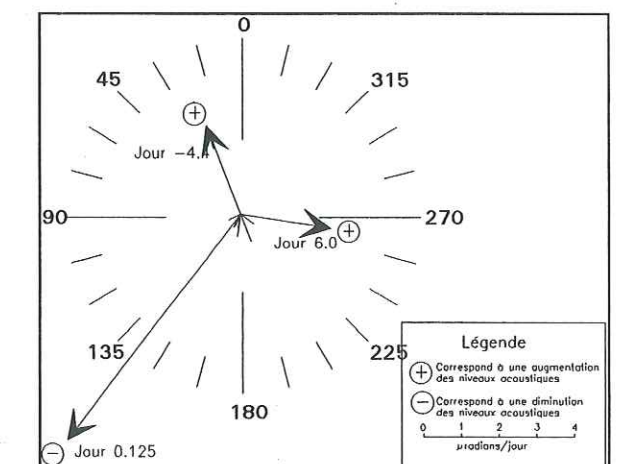 0
45
315
+
Jour -4.4
90
270
Jour 6.0
+
135
225
180
- Jour 0.125
Légende
+ Correspond à une augmentation
des niveaux acoustiques
- Correspond à une diminution
des niveaux acoustiques
0 1 2 3 4
μradians/jour